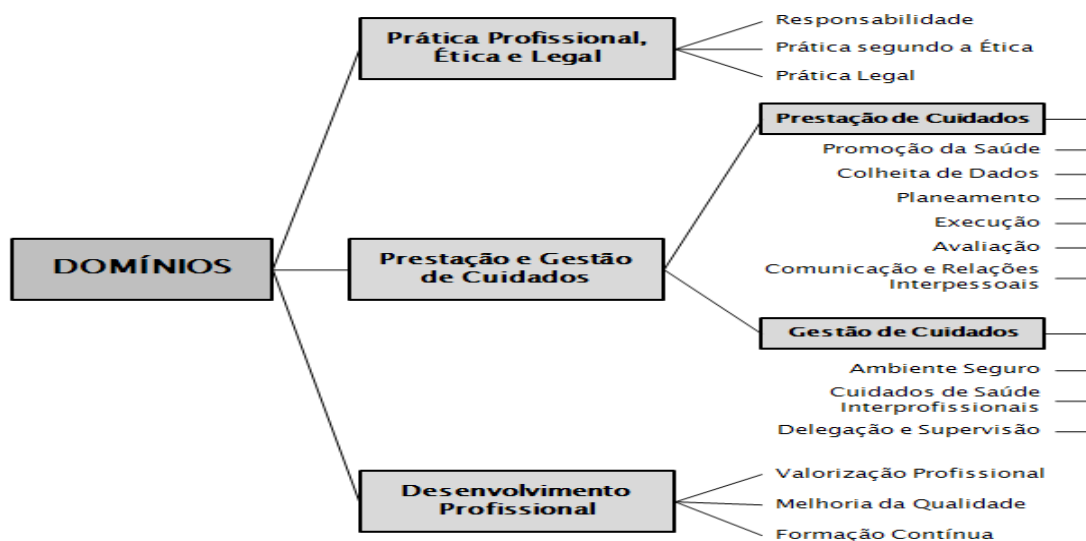 DOMÍNIOS
Prática Profissional,
Ética e Legal
Responsabilidade
Prática segundo a Ética
Prática Legal
Prestação e Gestão
de Cuidados
Prestação de Cuidados
Promoção da Saúde
Colheita de Dados
Planeamento
Execução
Avaliação
Comunicação e Relações
Interpessoais
Gestão de Cuidados
Ambiente Seguro
Cuidados de Saúde
Interprofissionais
Delegação e Supervisão
Desenvolvimento
Profissional
Valorização Profissional
Melhoria da Qualidade
Formação Contínua